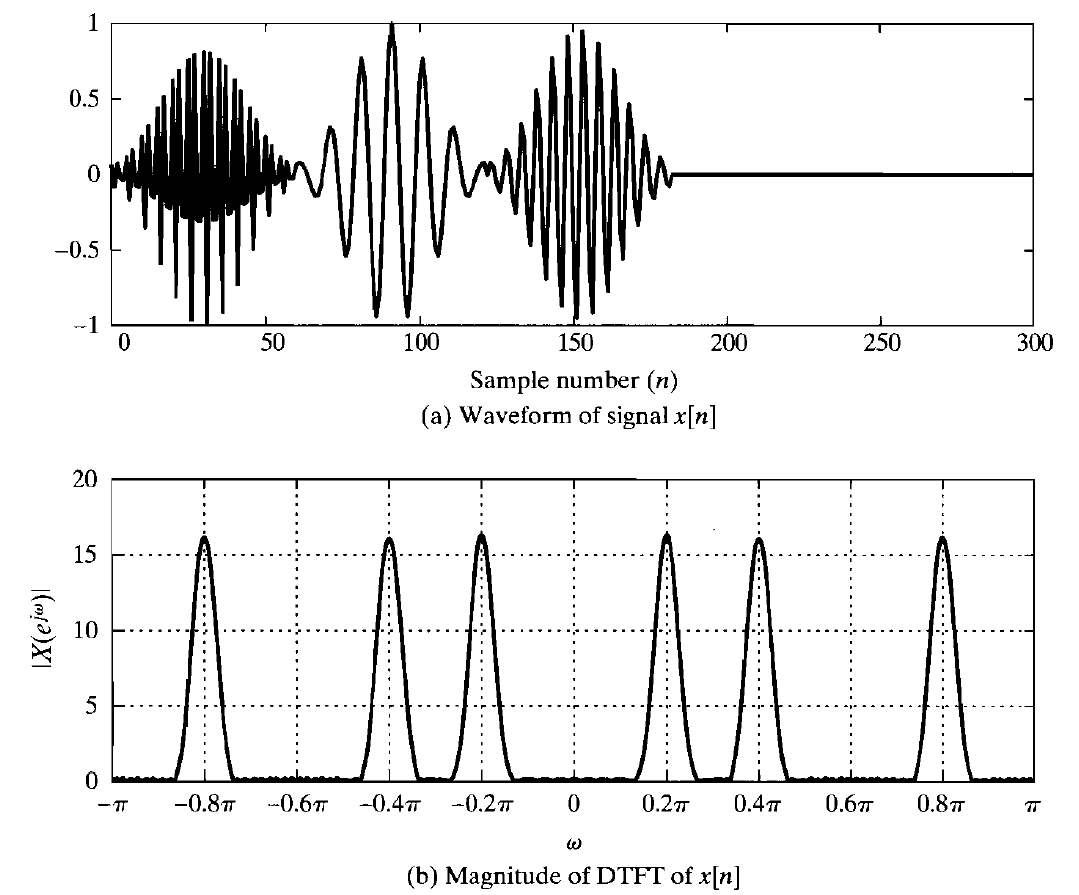 1
0.5
0
−0.5
−1
0 50 100 150 200 250 300
Sample number (n)
(a) Waveform of signal x[n]
20
15
10
5
0
|X(e^{jω})|
−π −0.8π −0.6π −0.4π −0.2π 0 0.2π 0.4π 0.6π 0.8π π
ω
(b) Magnitude of DTFT of x[n]